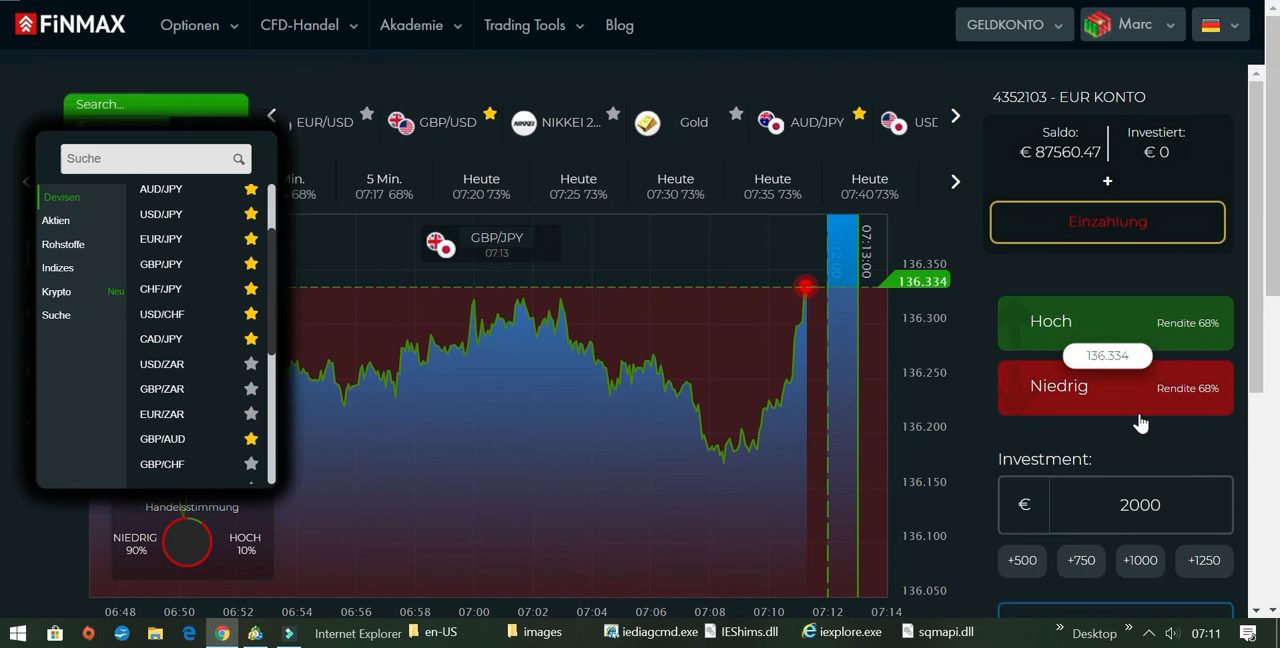 FiNMAX
Optionen
CFD-Handel
Akademie
Trading Tools
Blog
GELDKONTO
Marc
Search...
EUR/USD
GBP/USD
NIKKEI 2...
Gold
AUD/JPY
USD
Min.
68%
5 Min.
07:17 68%
Heute
07:20 73%
Heute
07:25 73%
Heute
07:30 73%
Heute
07:35 73%
Heute
07:40 73%
Suche
Devisen
Aktien
Rohstoffe
Indizes
Krypto Neu
Suche
AUD/JPY
USD/JPY
EUR/JPY
GBP/JPY
CHF/JPY
USD/CHF
CAD/JPY
USD/ZAR
GBP/ZAR
EUR/ZAR
GBP/AUD
GBP/CHF
GBP/JPY
07:13
07:12:00
07:13:00
136.350
136.334
136.300
136.250
136.200
136.150
136.100
136.050
Handelsstimmung
NIEDRIG
90%
HOCH
10%
06:48 06:50 06:52 06:54 06:56 06:58 07:00 07:02 07:04 07:06 07:08 07:10 07:12 07:14
4352103 - EUR KONTO
Saldo:
€ 87560.47
Investiert:
€ 0
+
Einzahlung
Hoch
Rendite 68%
136.334
Niedrig
Rendite 68%
Investment:
€ 2000
+500 +750 +1000 +1250
Internet Explorer
en-US
images
iediagcmd.exe
IEShims.dll
iexplore.exe
sqmapi.dll
Desktop
07:11